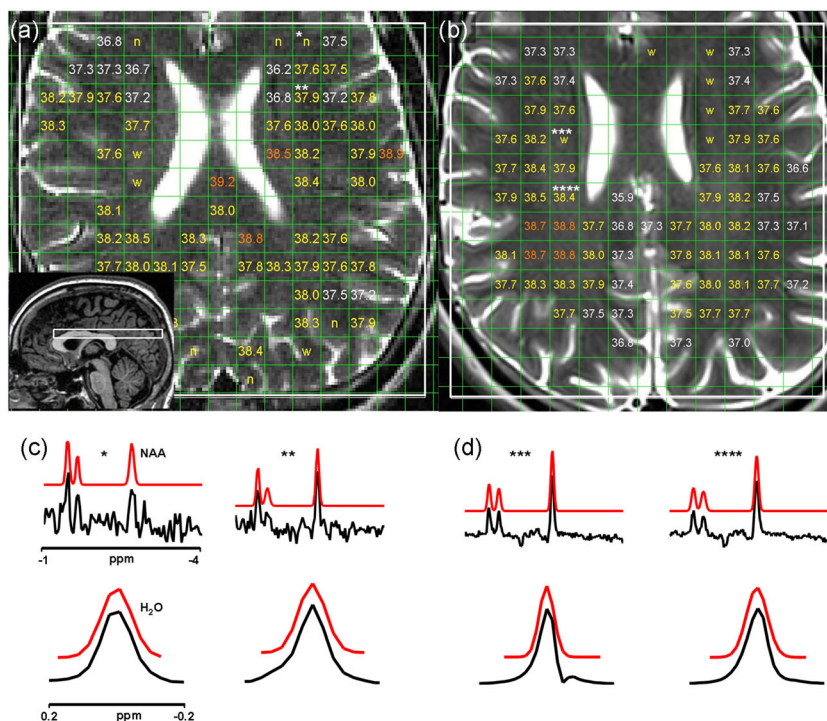 (a) *
36.8 n n n 37.5
37.3 37.3 36.7 36.2 37.6 37.5
**
38.2 37.9 37.6 37.2 36.8 37.9 37.2 37.8
38.3 37.7 37.6 38.0 37.6 38.0
37.6 w 38.5 38.2 37.9 38.9
w 39.2 38.4 38.0
38.1 38.0
38.2 38.5 38.3 38.8 38.2 37.6
37.7 38.0 38.1 37.5 37.8 38.3 37.9 37.6 37.8
38.0 37.5 37.2
38.3 n 37.9
n 38.4 w
n
(b)
37.3 37.3 w w 37.3
37.3 37.6 37.4 w 37.4
37.9 37.6 37.7 37.6
***
37.6 38.2 w w 37.9 37.6
37.7 38.4 37.9 37.6 38.1 37.6 36.6
****
37.9 38.5 38.4 35.9 37.9 38.2 37.5
38.7 38.8 37.7 36.8 37.3 37.7 38.0 38.2 37.3 37.1
38.1 38.7 38.8 38.0 37.3 37.8 38.1 38.1 37.6
37.7 38.3 38.3 37.9 37.4 37.6 38.0 38.1 37.7 37.2
37.7 37.5 37.3 37.5 37.7 37.7
36.8 37.3 37.0
(c)
* NAA
**
-1 ppm -4
H2O
0.2 ppm -0.2
(d)
***
****